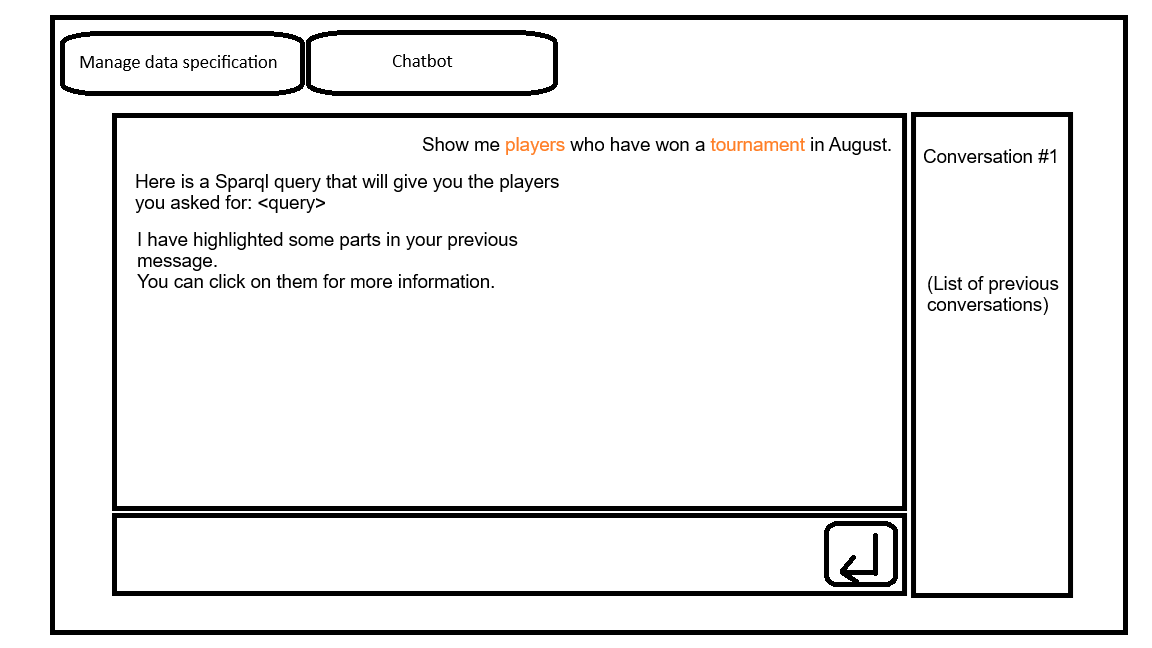 Manage data specification
Chatbot
Show me players who have won a tournament in August.
Here is a Sparql query that will give you the players
you asked for: <query>
I have highlighted some parts in your previous
message.
You can click on them for more information.
Conversation #1
(List of previous
conversations)